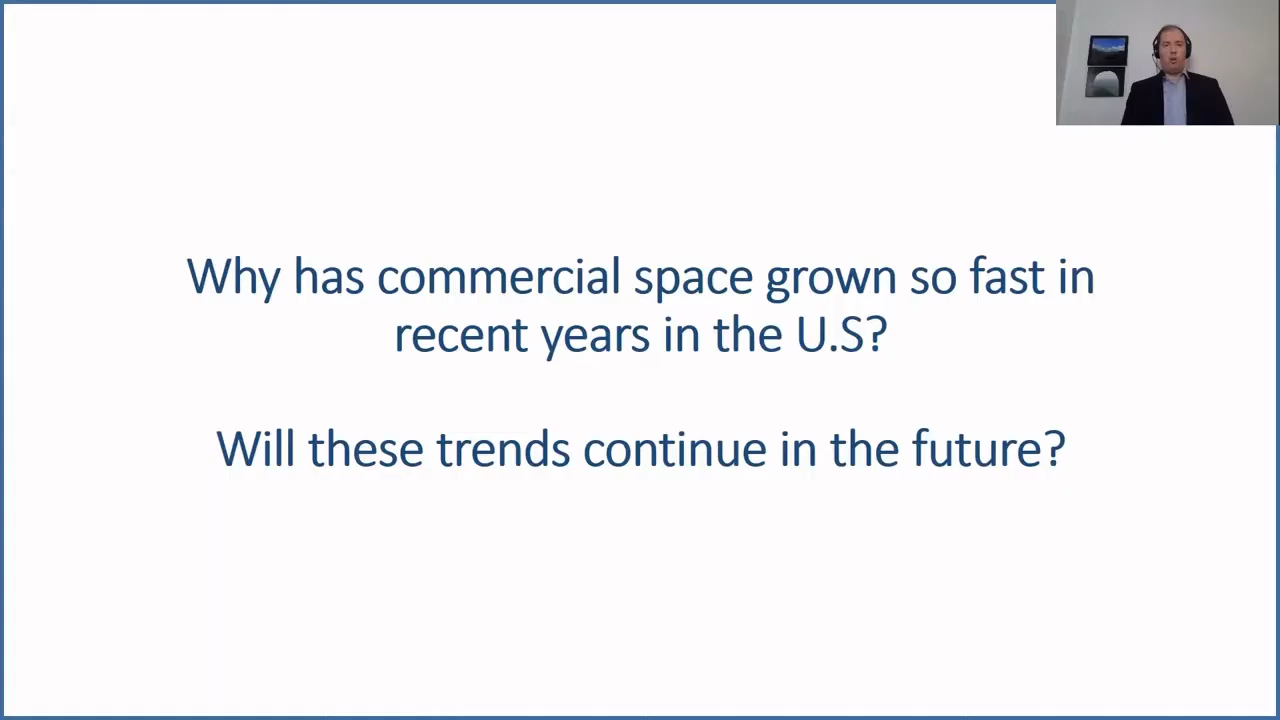 Why has commercial space grown so fast in
recent years in the U.S?
Will these trends continue in the future?